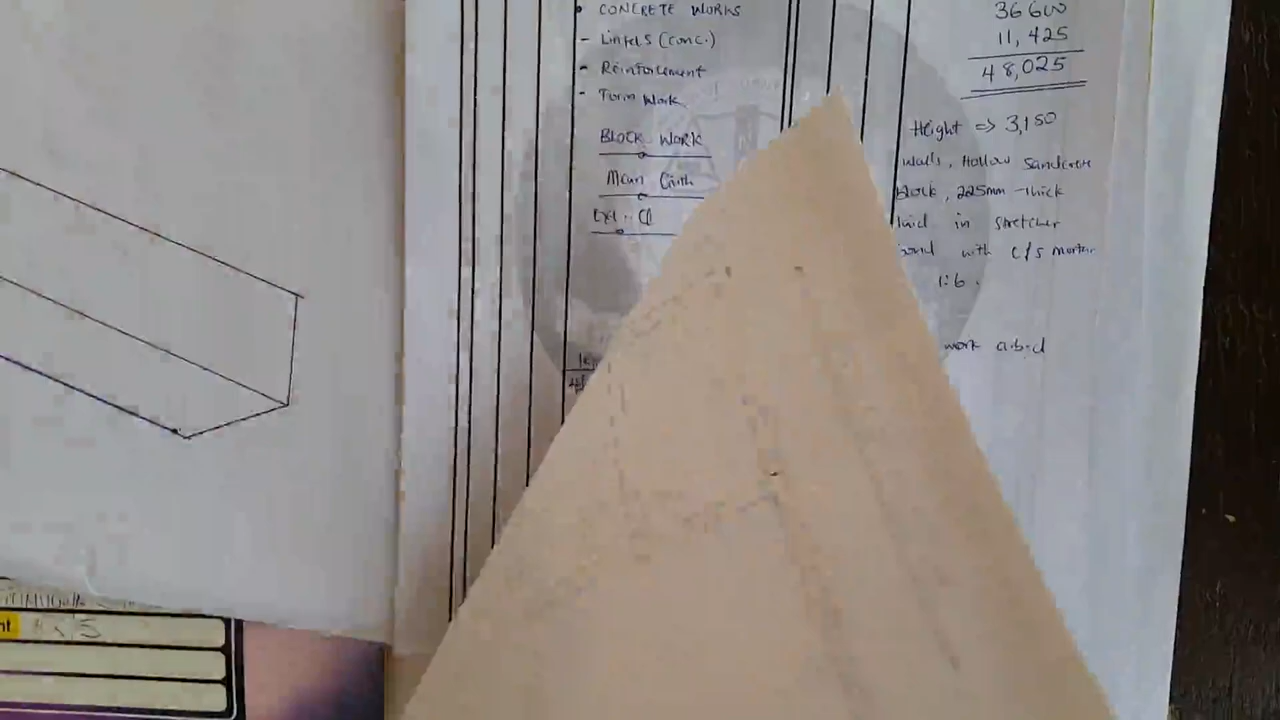 • CONCRETE WORKS
- Lintels (conc.)
- Reinforcement
- Form Work
BLOCK WORK
Mean Girth
36600
11,425
48,025
Height => 3,150
Walls, Hollow Sandcrete
Block, 225mm-thick
laid in stretcher
bond with c/s mortar
1:6.
work a.b.d